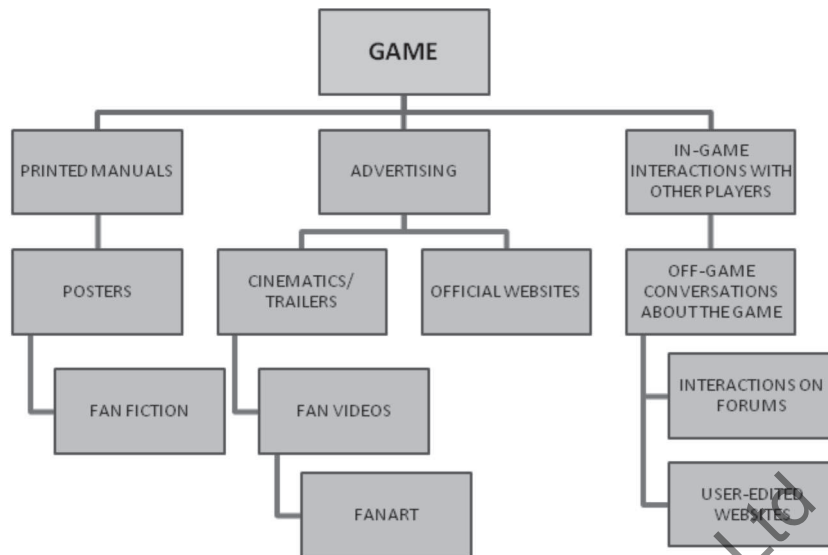 GAME
PRINTED MANUALS
ADVERTISING
IN-GAME
INTERACTIONS WITH
OTHER PLAYERS
POSTERS
CINEMATICS/
TRAILERS
OFFICIAL WEBSITES
OFF-GAME
CONVERSATIONS
ABOUT THE GAME
FAN FICTION
FAN VIDEOS
INTERACTIONS ON
FORUMS
FANART
USER-EDITED
WEBSITES
Ltd